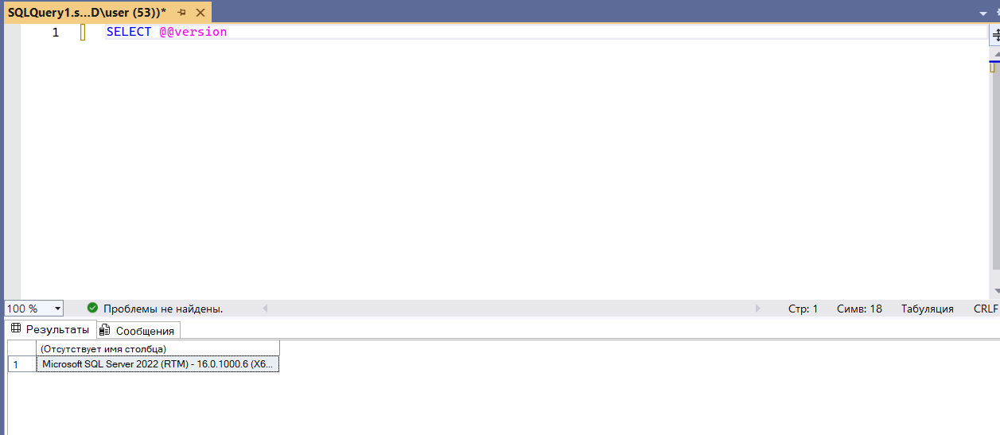 SQLQuery1.s...D\user (53))*
1 SELECT @@version
100 % Проблемы не найдены. Стр: 1 Симв: 18 Табуляция CRLF
Результаты Сообщения
(Отсутствует имя столбца)
1 Microsoft SQL Server 2022 (RTM) - 16.0.1000.6 (X6...